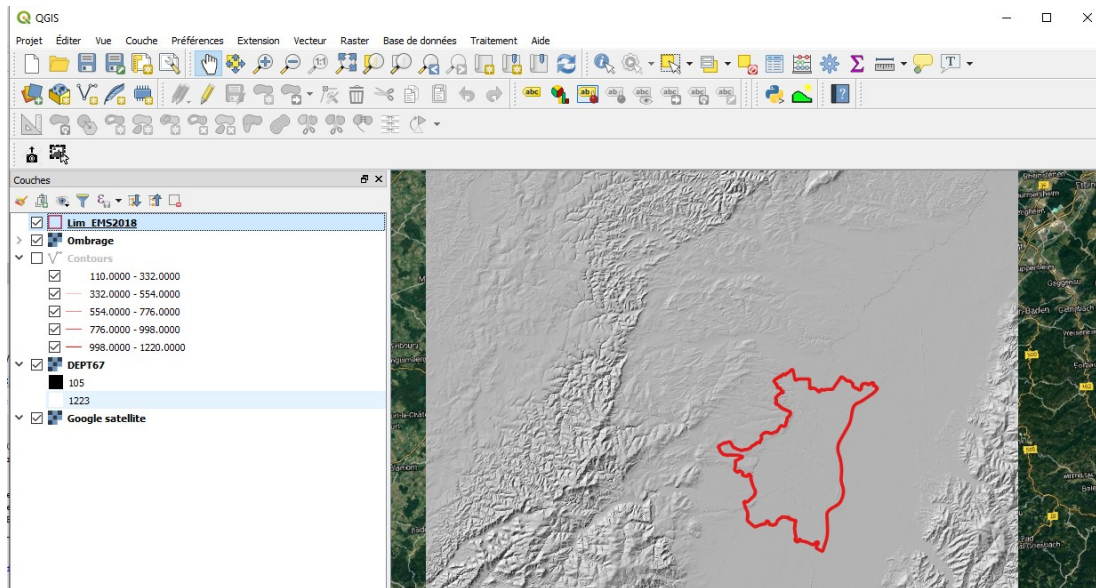 QGIS
Projet Éditer Vue Couche Préférences Extension Vecteur Raster Base de données Traitement Aide
Couches
Lim_EMS2018
Ombrage
Contours
110.0000 - 332.0000
332.0000 - 554.0000
554.0000 - 776.0000
776.0000 - 998.0000
998.0000 - 1220.0000
DEPT67
105
1223
Google satellite
Gaggenau